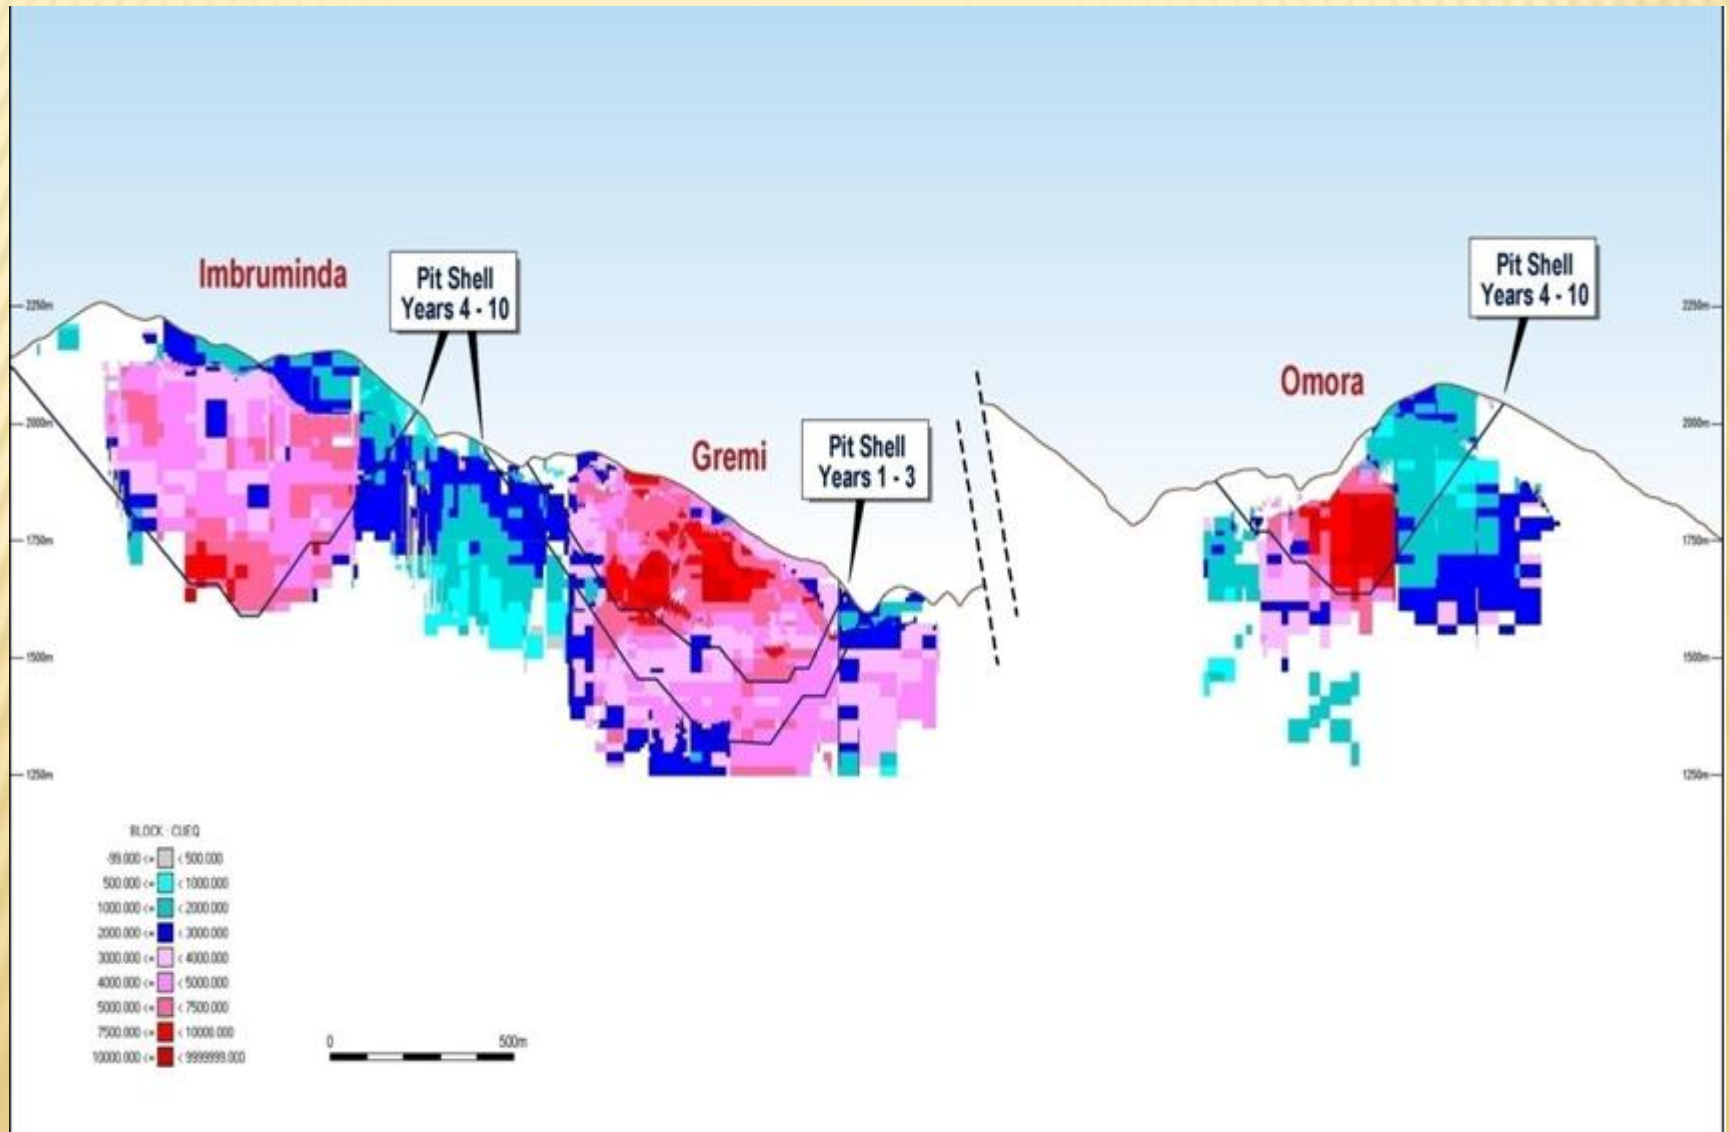 Imbruminda
Pit Shell
Years 4 - 10
Pit Shell
Years 4 - 10
Omora
Gremi
Pit Shell
Years 1 - 3
2250m
2000m
1750m
1500m
1250m
2250m
2000m
1750m
1500m
1250m
BLOCK : CUEQ
-99.000 <= < 500.000
500.000 <= < 1000.000
1000.000 <= < 2000.000
2000.000 <= < 3000.000
3000.000 <= < 4000.000
4000.000 <= < 5000.000
5000.000 <= < 7500.000
7500.000 <= < 10000.000
10000.000 <= < 9999999.000
0 500m